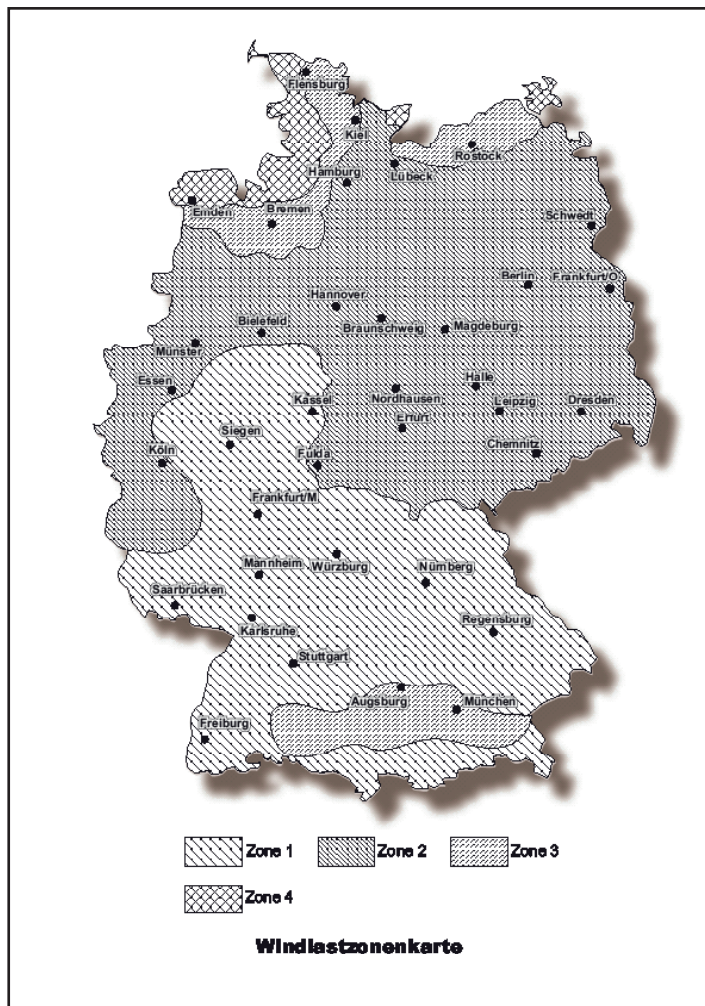 Flensburg
Kiel
Rostock
Lübeck
Hamburg
Emden
Bremen
Schwedt
Berlin
Frankfurt/O
Hannover
Braunschweig
Magdeburg
Bielefeld
Münster
Essen
Kassel
Nordhausen
Halle
Leipzig
Dresden
Erfurt
Siegen
Köln
Fulda
Chemnitz
Frankfurt/M
Mannheim
Würzburg
Nürnberg
Saarbrücken
Karlsruhe
Regensburg
Stuttgart
Augsburg
München
Freiburg
Zone 1 Zone 2 Zone 3
Zone 4
Windlastzonenkarte